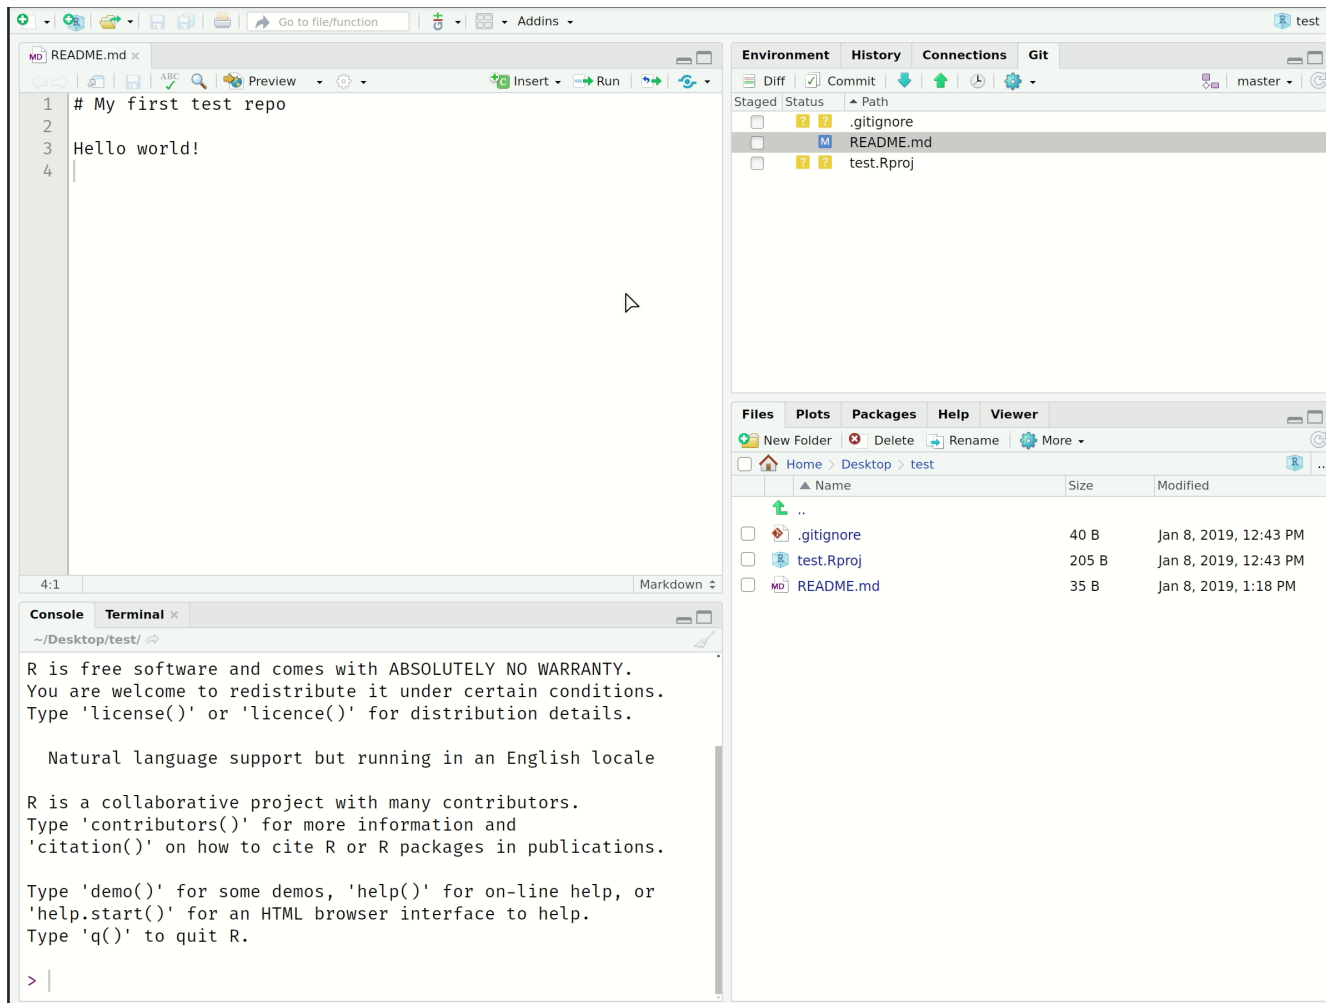 Go to file/function Addins test
README.md
ABC Preview Insert Run
1 # My first test repo
2
3 Hello world!
4
4:1 Markdown
Console Terminal
~/Desktop/test/
R is free software and comes with ABSOLUTELY NO WARRANTY.
You are welcome to redistribute it under certain conditions.
Type 'license()' or 'licence()' for distribution details.
Natural language support but running in an English locale
R is a collaborative project with many contributors.
Type 'contributors()' for more information and
'citation()' on how to cite R or R packages in publications.
Type 'demo()' for some demos, 'help()' for on-line help, or
'help.start()' for an HTML browser interface to help.
Type 'q()' to quit R.
>
Environment History Connections Git
Diff Commit master
Staged Status Path
? ? .gitignore
M README.md
? ? test.Rproj
Files Plots Packages Help Viewer
New Folder Delete Rename More
Home > Desktop > test ..
Name Size Modified
..
.gitignore 40 B Jan 8, 2019, 12:43 PM
test.Rproj 205 B Jan 8, 2019, 12:43 PM
MD README.md 35 B Jan 8, 2019, 1:18 PM